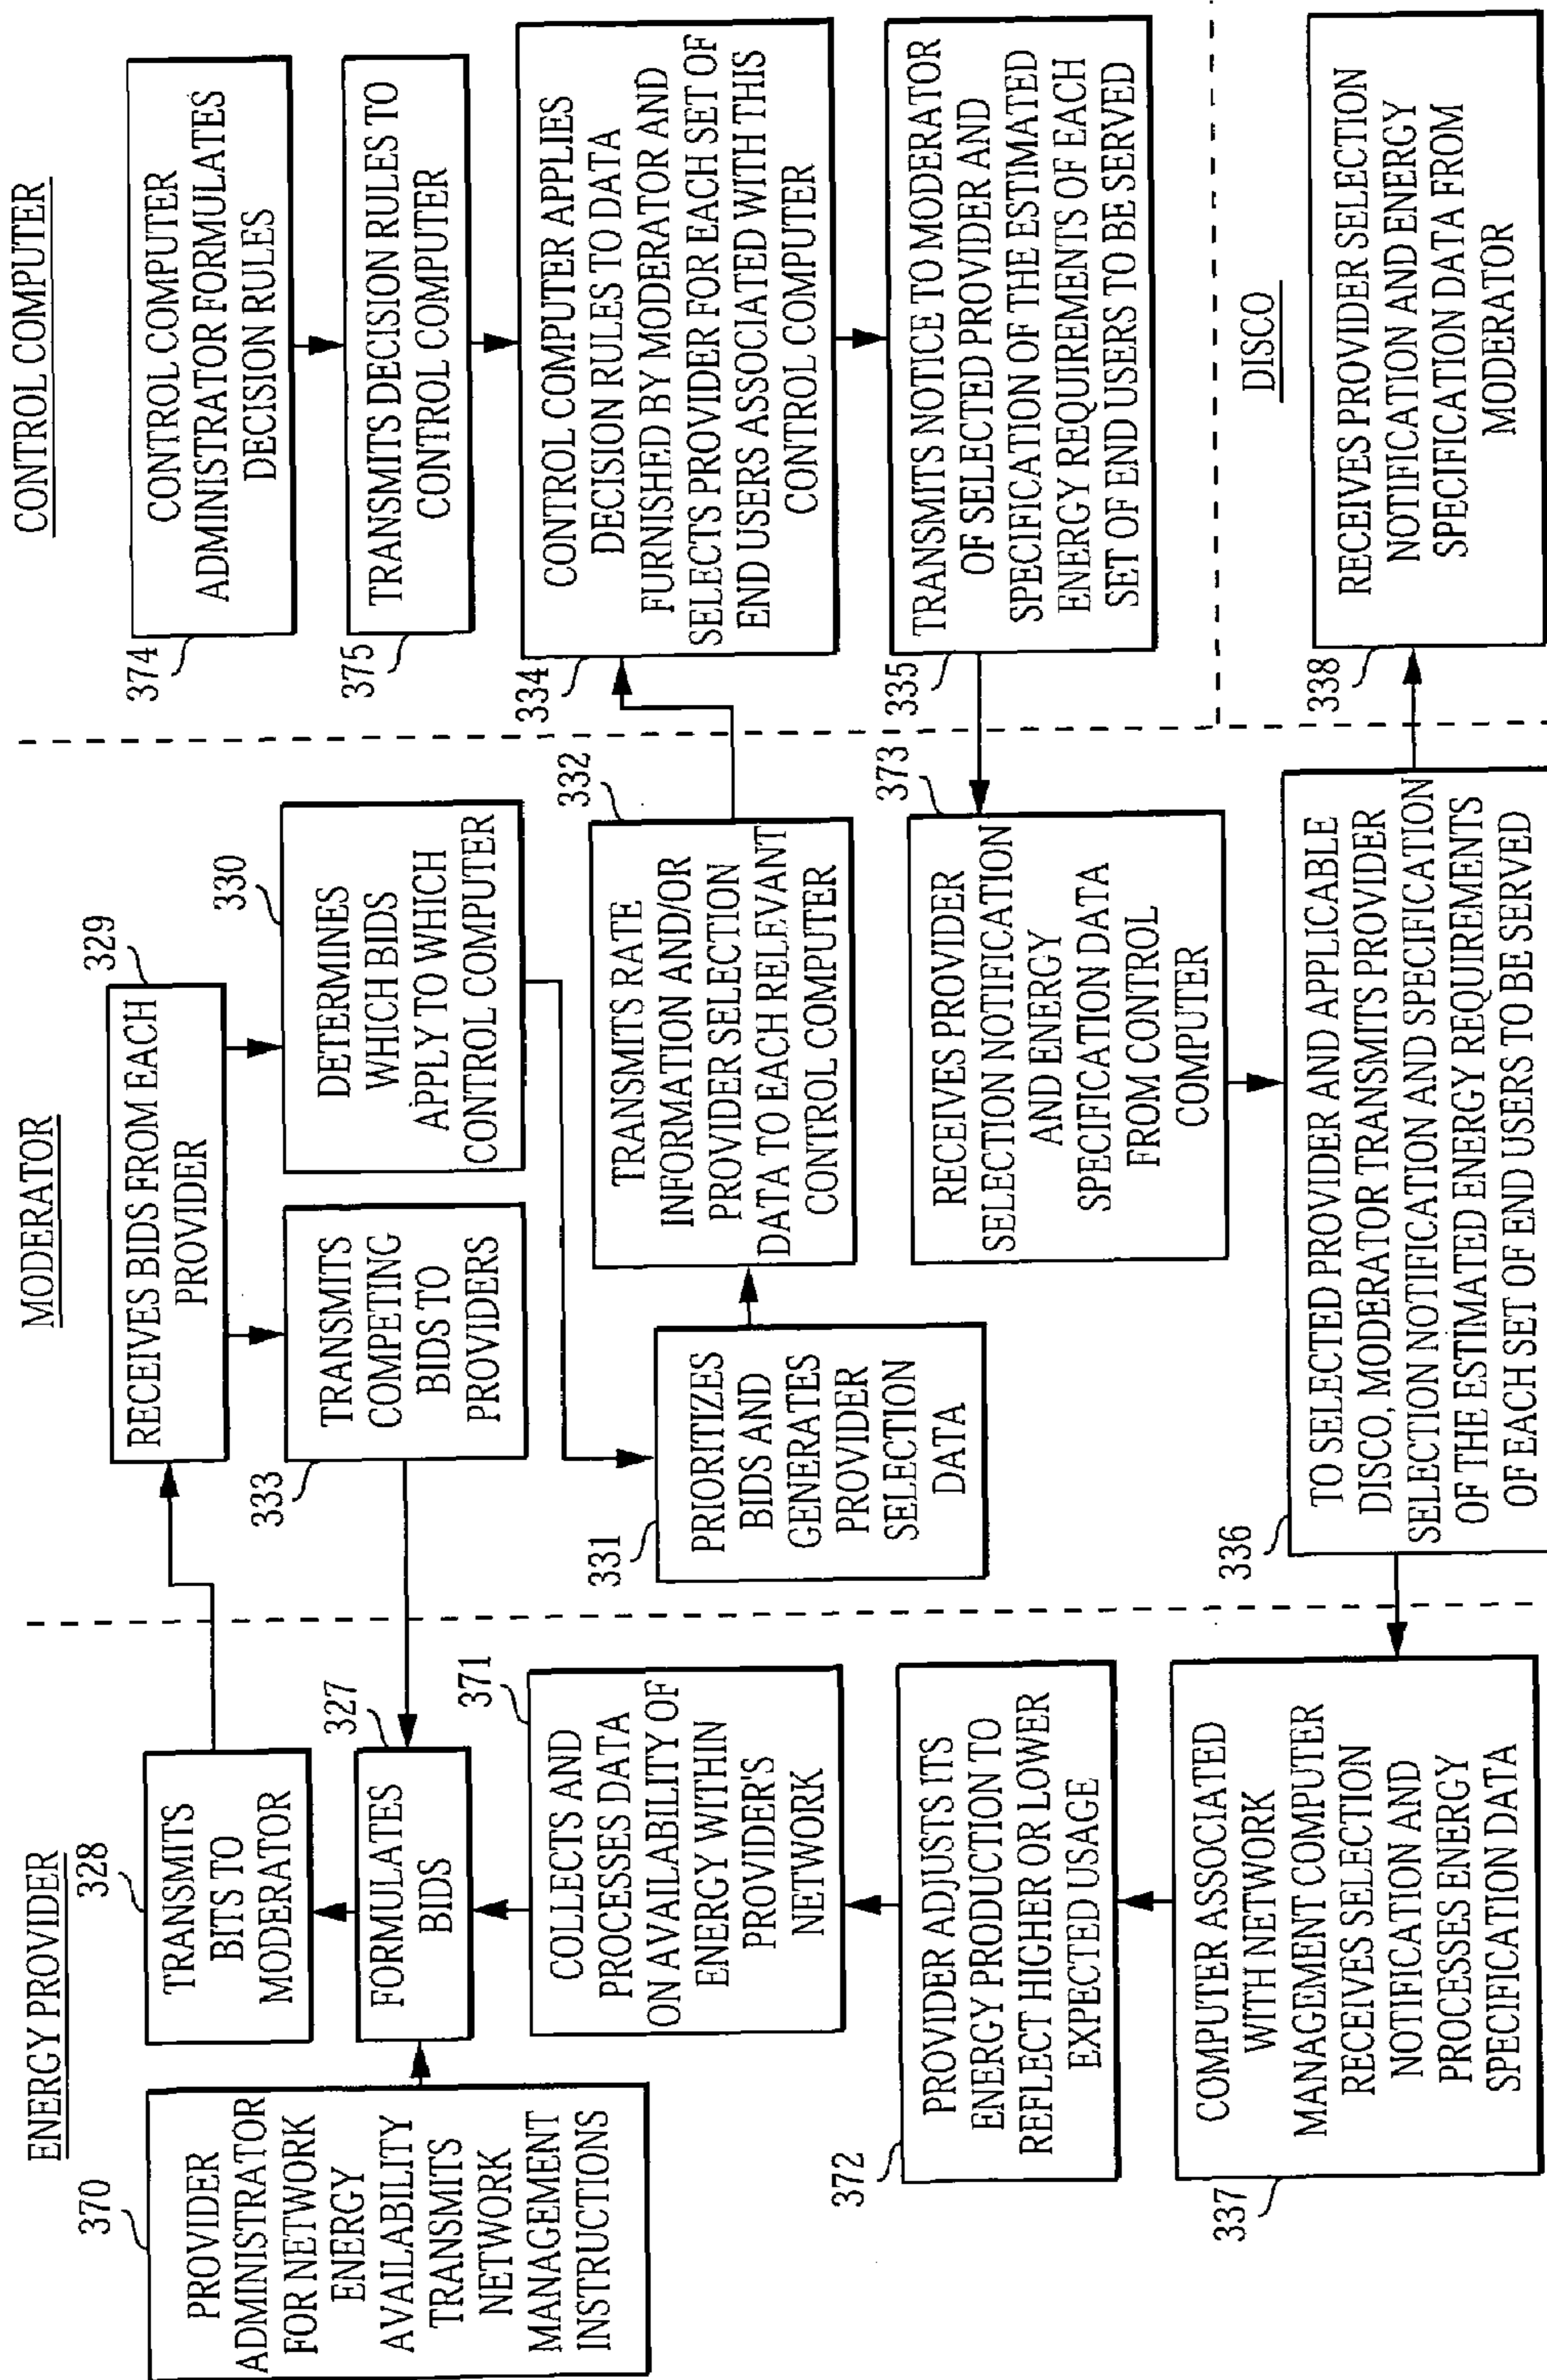 ENERGY PROVIDER
370
PROVIDER
ADMINISTRATOR
FOR NETWORK
ENERGY
AVAILABILITY
TRANSMITS
NETWORK
MANAGEMENT
INSTRUCTIONS
328
TRANSMITS
BITS TO
MODERATOR
327
FORMULATES
BIDS
371
COLLECTS AND
PROCESSES DATA
ON AVAILABILITY OF
ENERGY WITHIN
PROVIDER'S
NETWORK
372
PROVIDER ADJUSTS ITS
ENERGY PRODUCTION TO
REFLECT HIGHER OR LOWER
EXPECTED USAGE
337
COMPUTER ASSOCIATED
WITH NETWORK
MANAGEMENT COMPUTER
RECEIVES SELECTION
NOTIFICATION AND
PROCESSES ENERGY
SPECIFICATION DATA
MODERATOR
329
RECEIVES BIDS FROM EACH
PROVIDER
333
TRANSMITS
COMPETING
BIDS TO
PROVIDERS
330
DETERMINES
WHICH BIDS
APPLY TO WHICH
CONTROL COMPUTER
331
PRIORITIZES
BIDS AND
GENERATES
PROVIDER
SELECTION
DATA
332
TRANSMITS RATE
INFORMATION AND/OR
PROVIDER SELECTION
DATA TO EACH RELEVANT
CONTROL COMPUTER
373
RECEIVES PROVIDER
SELECTION NOTIFICATION
AND ENERGY
SPECIFICATION DATA
FROM CONTROL
COMPUTER
336
TO SELECTED PROVIDER AND APPLICABLE
DISCO, MODERATOR TRANSMITS PROVIDER
SELECTION NOTIFICATION AND SPECIFICATION
OF THE ESTIMATED ENERGY REQUIREMENTS
OF EACH SET OF END USERS TO BE SERVED
CONTROL COMPUTER
374
CONTROL COMPUTER
ADMINISTRATOR FORMULATES
DECISION RULES
375
TRANSMITS DECISION RULES TO
CONTROL COMPUTER
334
CONTROL COMPUTER APPLIES
DECISION RULES TO DATA
FURNISHED BY MODERATOR AND
SELECTS PROVIDER FOR EACH SET OF
END USERS ASSOCIATED WITH THIS
CONTROL COMPUTER
335
TRANSMITS NOTICE TO MODERATOR
OF SELECTED PROVIDER AND
SPECIFICATION OF THE ESTIMATED
ENERGY REQUIREMENTS OF EACH
SET OF END USERS TO BE SERVED
DISCO
338
RECEIVES PROVIDER SELECTION
NOTIFICATION AND ENERGY
SPECIFICATION DATA FROM
MODERATOR